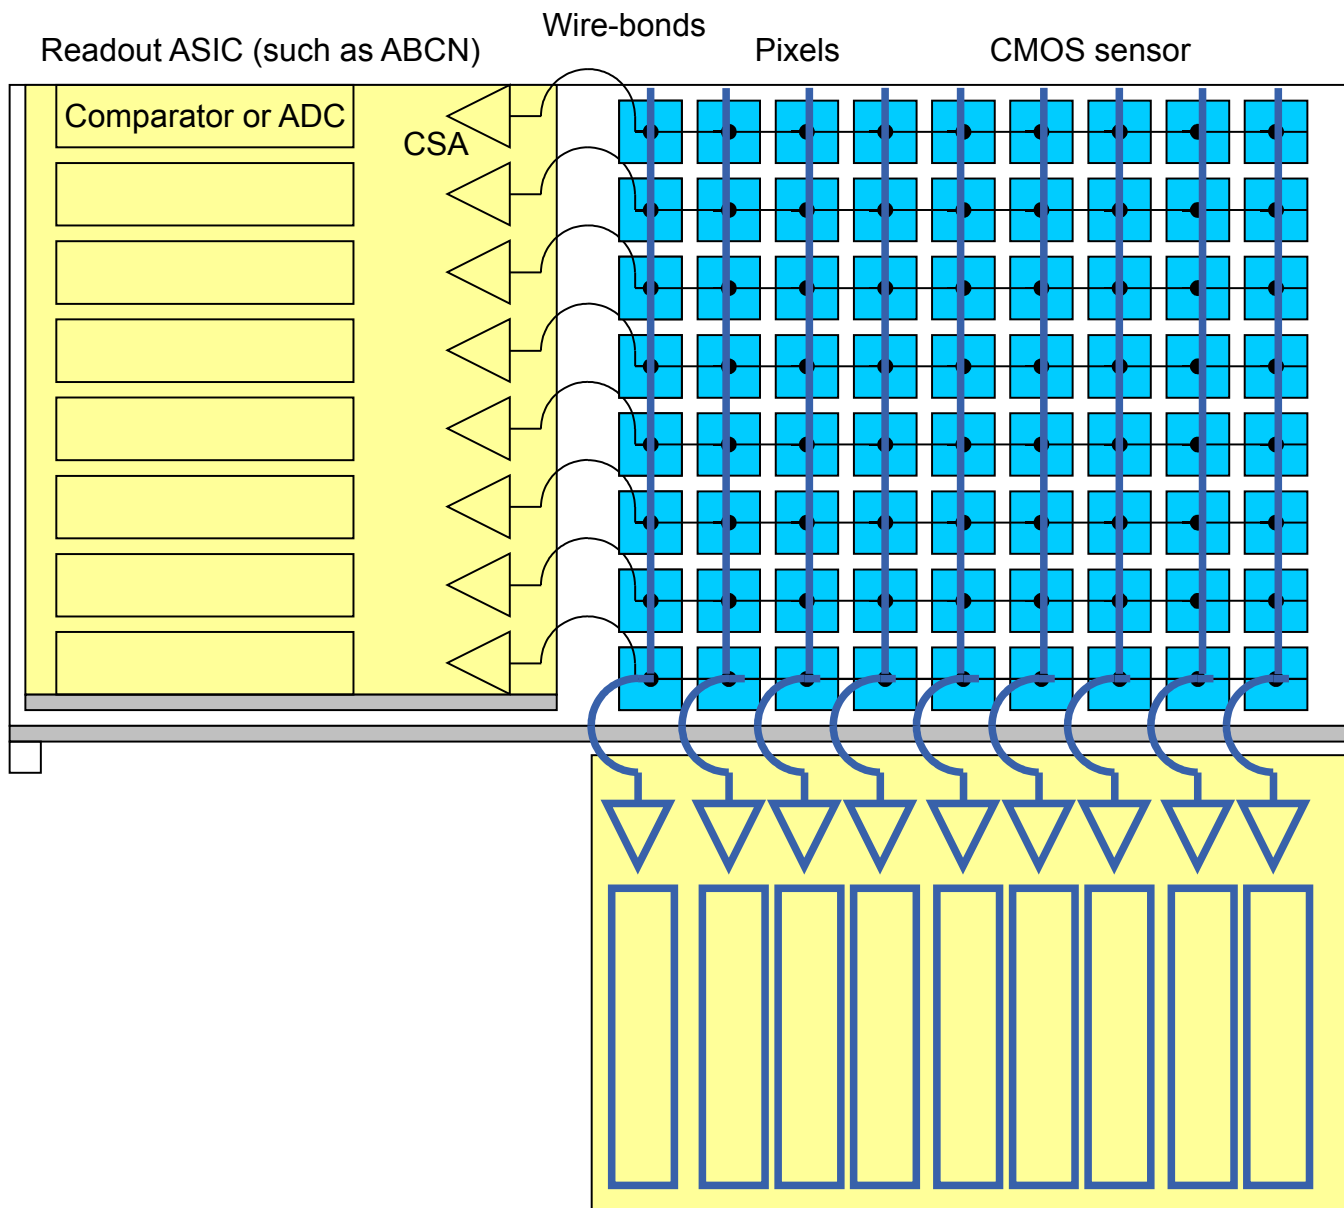 Wire-bonds
Readout ASIC (such as ABCN)
Pixels
CMOS sensor
Comparator or ADC
CSA